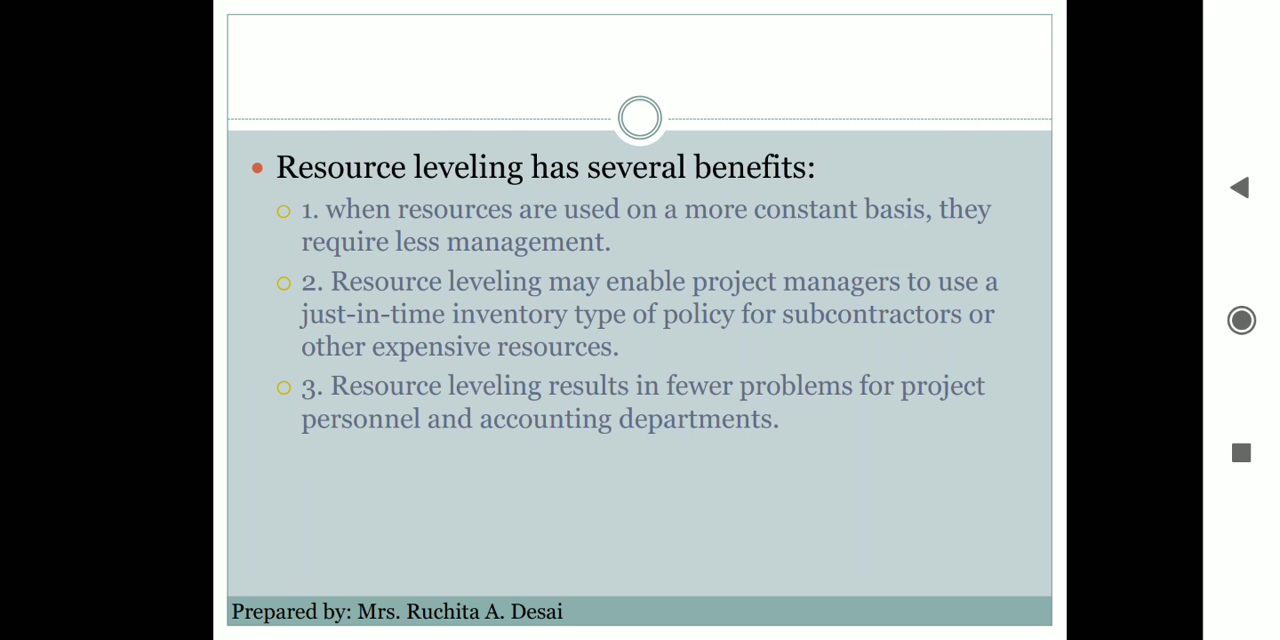 Resource leveling has several benefits:
1. when resources are used on a more constant basis, they
require less management.
2. Resource leveling may enable project managers to use a
just-in-time inventory type of policy for subcontractors or
other expensive resources.
3. Resource leveling results in fewer problems for project
personnel and accounting departments.
Prepared by: Mrs. Ruchita A. Desai